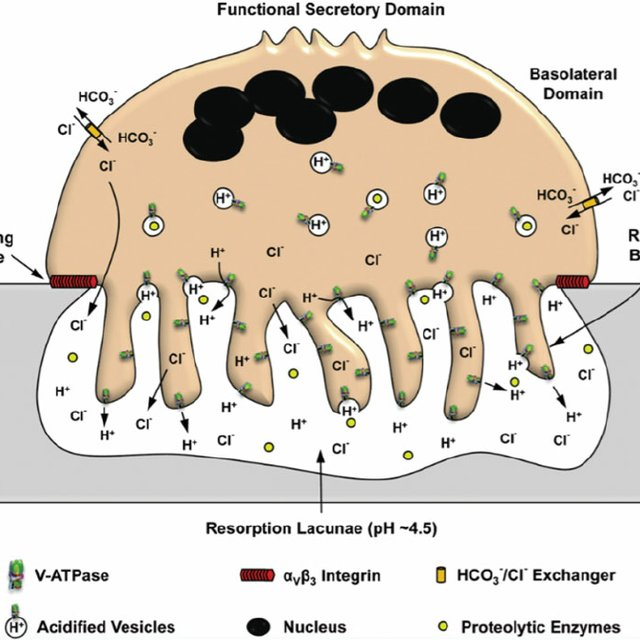 Functional Secretory Domain
Basolateral
Domain
HCO₃⁻
Cl⁻
HCO₃⁻
Cl⁻
HCO₃⁻
HCO₃⁻
Cl⁻
Cl⁻
H⁺
H⁺
H⁺
H⁺
H⁺
ng
e
R
B
H⁺
Cl⁻
Cl⁻
H⁺
H⁺
Cl⁻
H⁺
H⁺
H⁺
H⁺
Cl⁻
H⁺
H⁺
Cl⁻
Cl⁻
Cl⁻
H⁺
Cl⁻
Cl⁻
H⁺
Cl⁻
H⁺
H⁺
H⁺
H⁺
Cl⁻
Cl⁻
H⁺
H⁺
H⁺
H⁺
H⁺
Cl⁻
Cl⁻
H⁺
Cl⁻
Cl⁻
Resorption Lacunae (pH ~4.5)
V-ATPase
αᵥβ₃ Integrin
HCO₃⁻/Cl⁻ Exchanger
H⁺ Acidified Vesicles
Nucleus
Proteolytic Enzymes